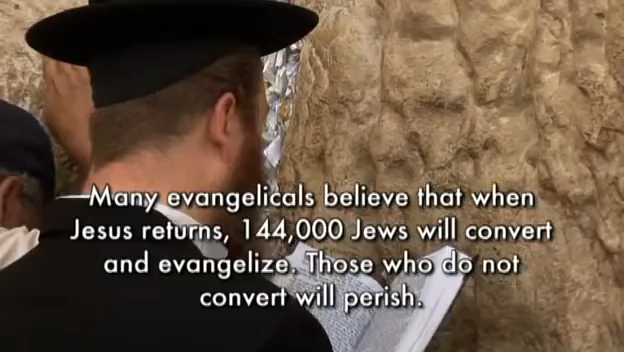 Many evangelicals believe that when
Jesus returns, 144,000 Jews will convert
and evangelize. Those who do not
convert will perish.